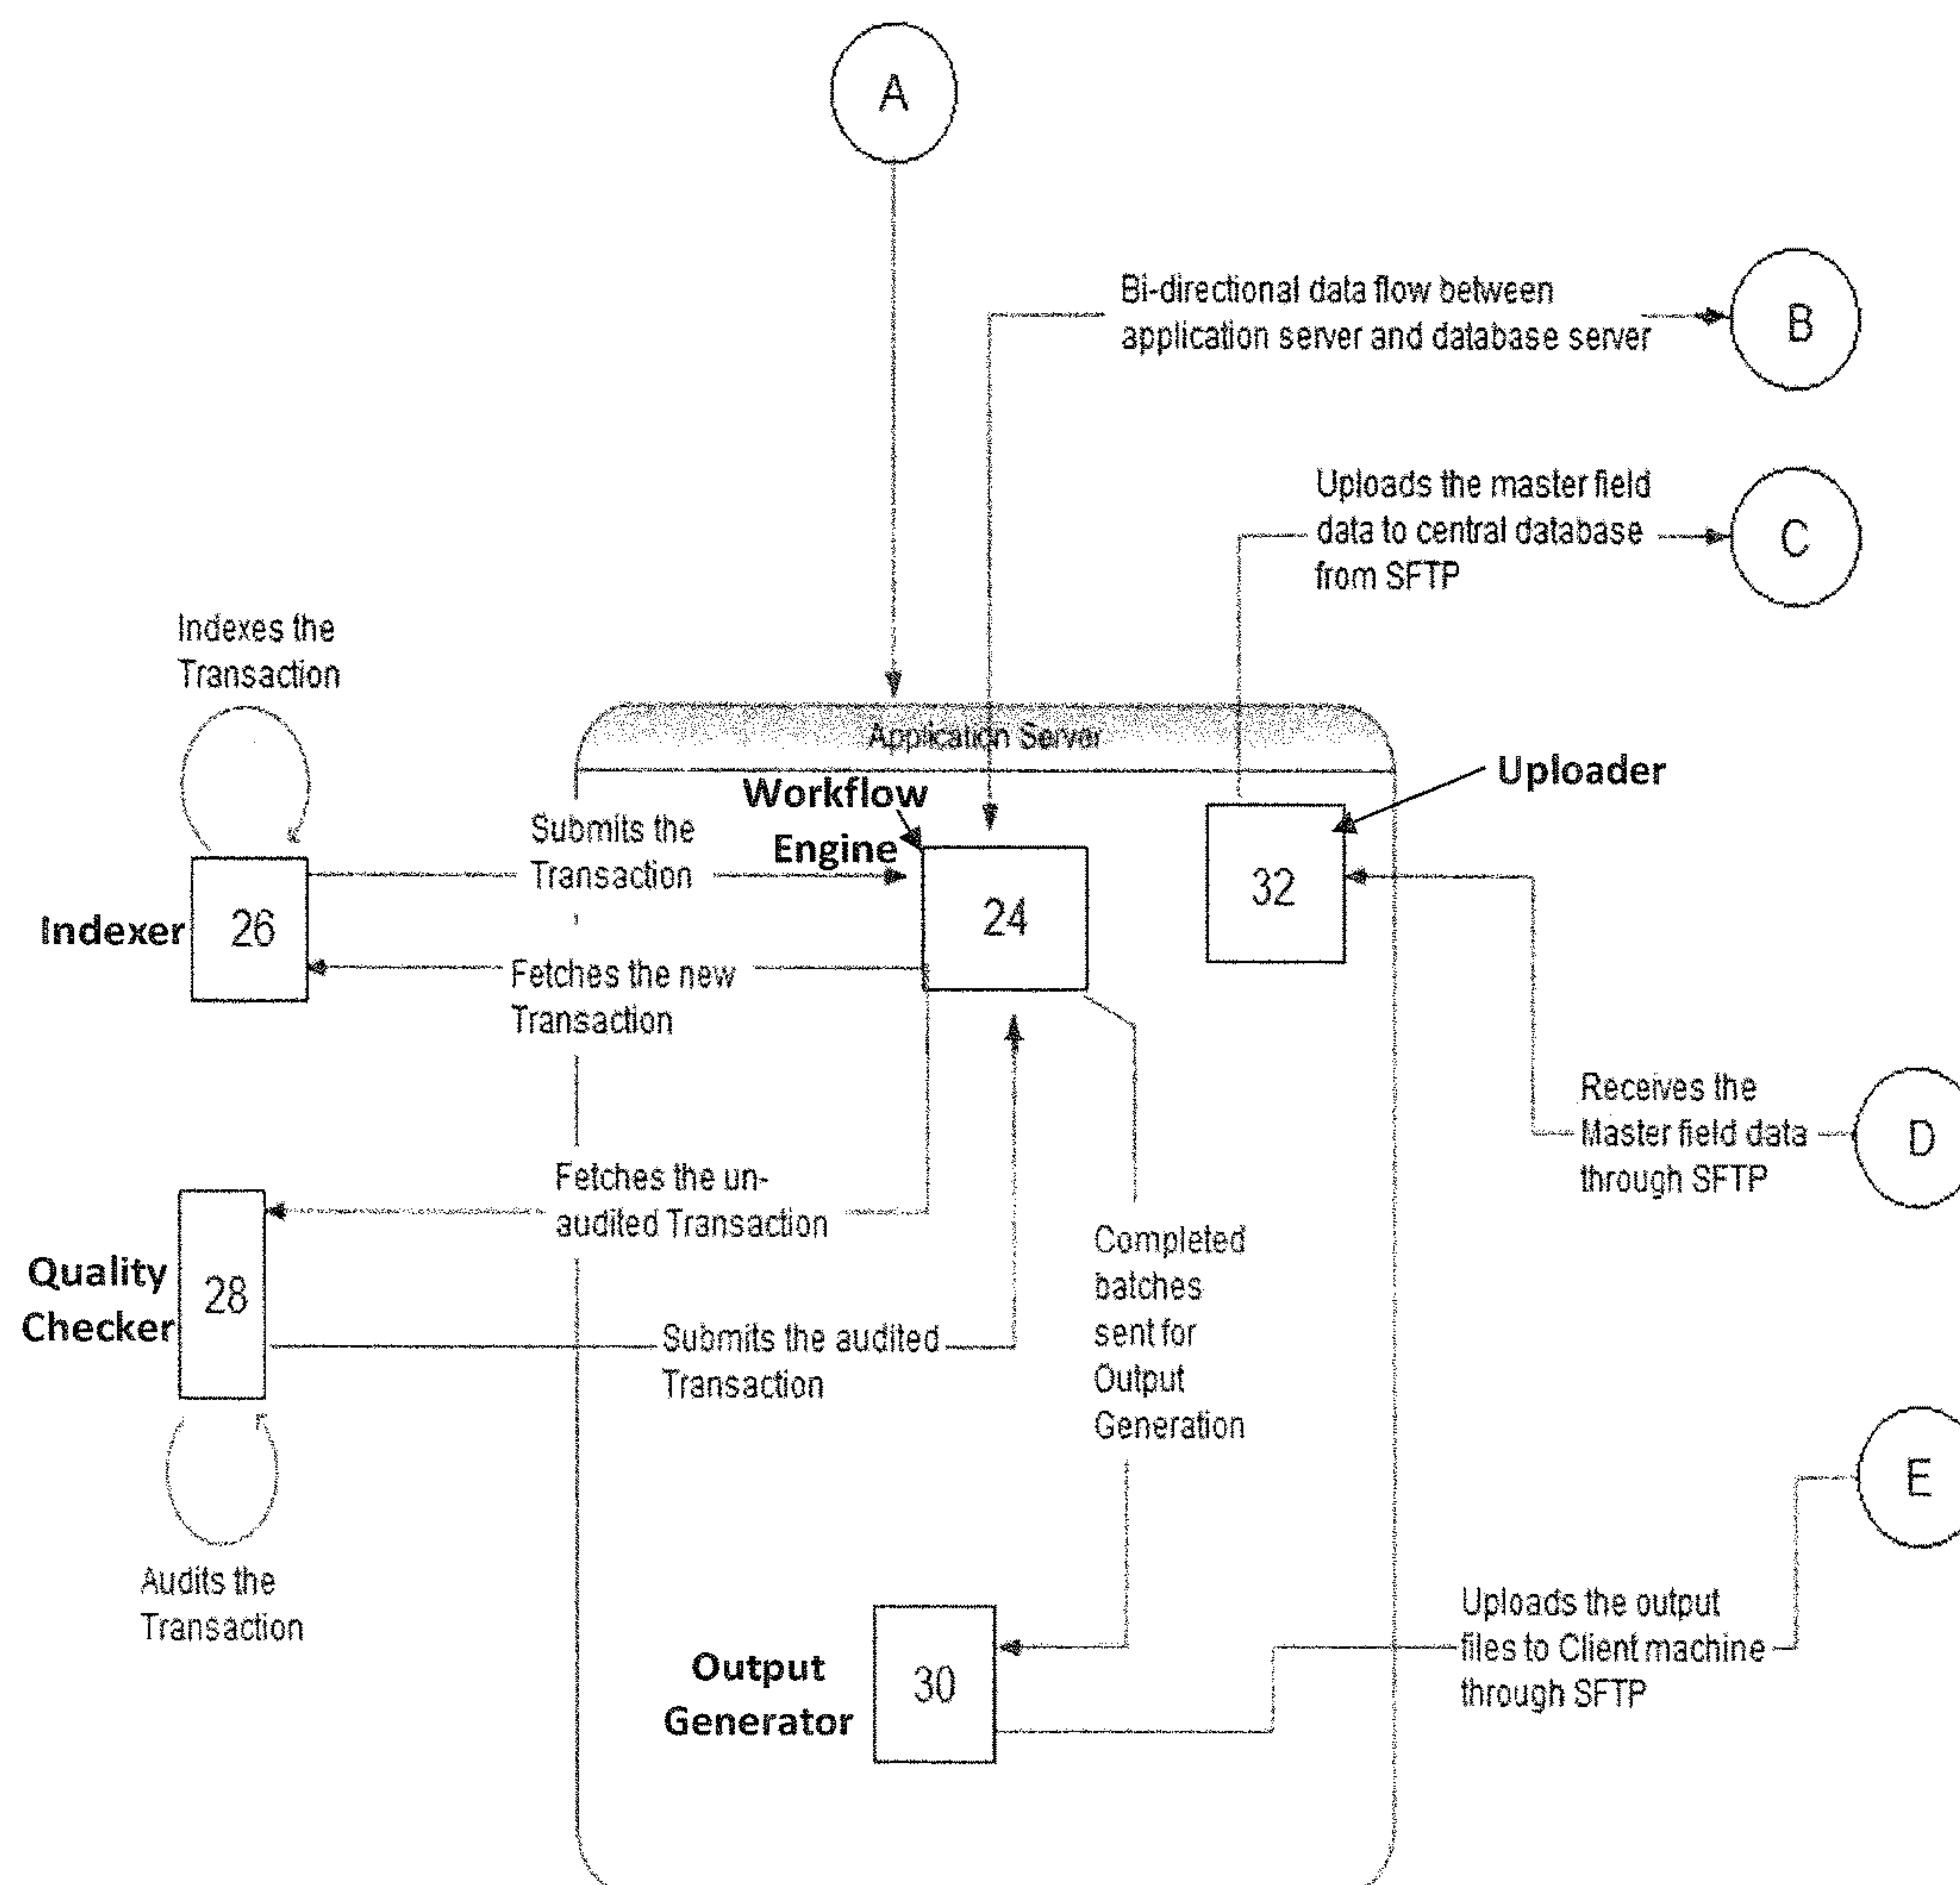 A
Bi-directional data flow between
application server and database server
B
Uploads the master field
data to central database
from SFTP
C
Indexes the
Transaction
Application Server
Workflow
Engine
Uploader
Submits the
Transaction
24
32
Indexer
26
Fetches the new
Transaction
Receives the
Master field data
through SFTP
D
Fetches the un-
audited Transaction
Quality
Checker
28
Completed
batches
sent for
Output
Generation
Submits the audited
Transaction
E
Audits the
Transaction
Uploads the output
files to Client machine
through SFTP
Output
Generator
30